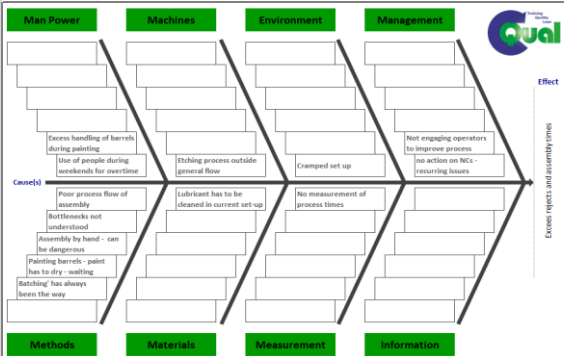 Man Power
Machines
Environment
Management
Training
Quality
Lean
Qual
Effect
Excess handling of barrels
during painting
Use of people during
weekends for overtime
Etching process outside
general flow
Cramped set up
Not engaging operators
to improve process
no action on NCs -
recurring issues
Cause(s)
Excees rejects and assembly times
Poor process flow of
assembly
Bottlenecks not
understood
Assembly by hand - can
be dangerous
Painting barrels - paint
has to dry - waiting
Batching' has always
been the way
Lubricant has to be
cleaned in current set-up
No measurement of
process times
Methods
Materials
Measurement
Information